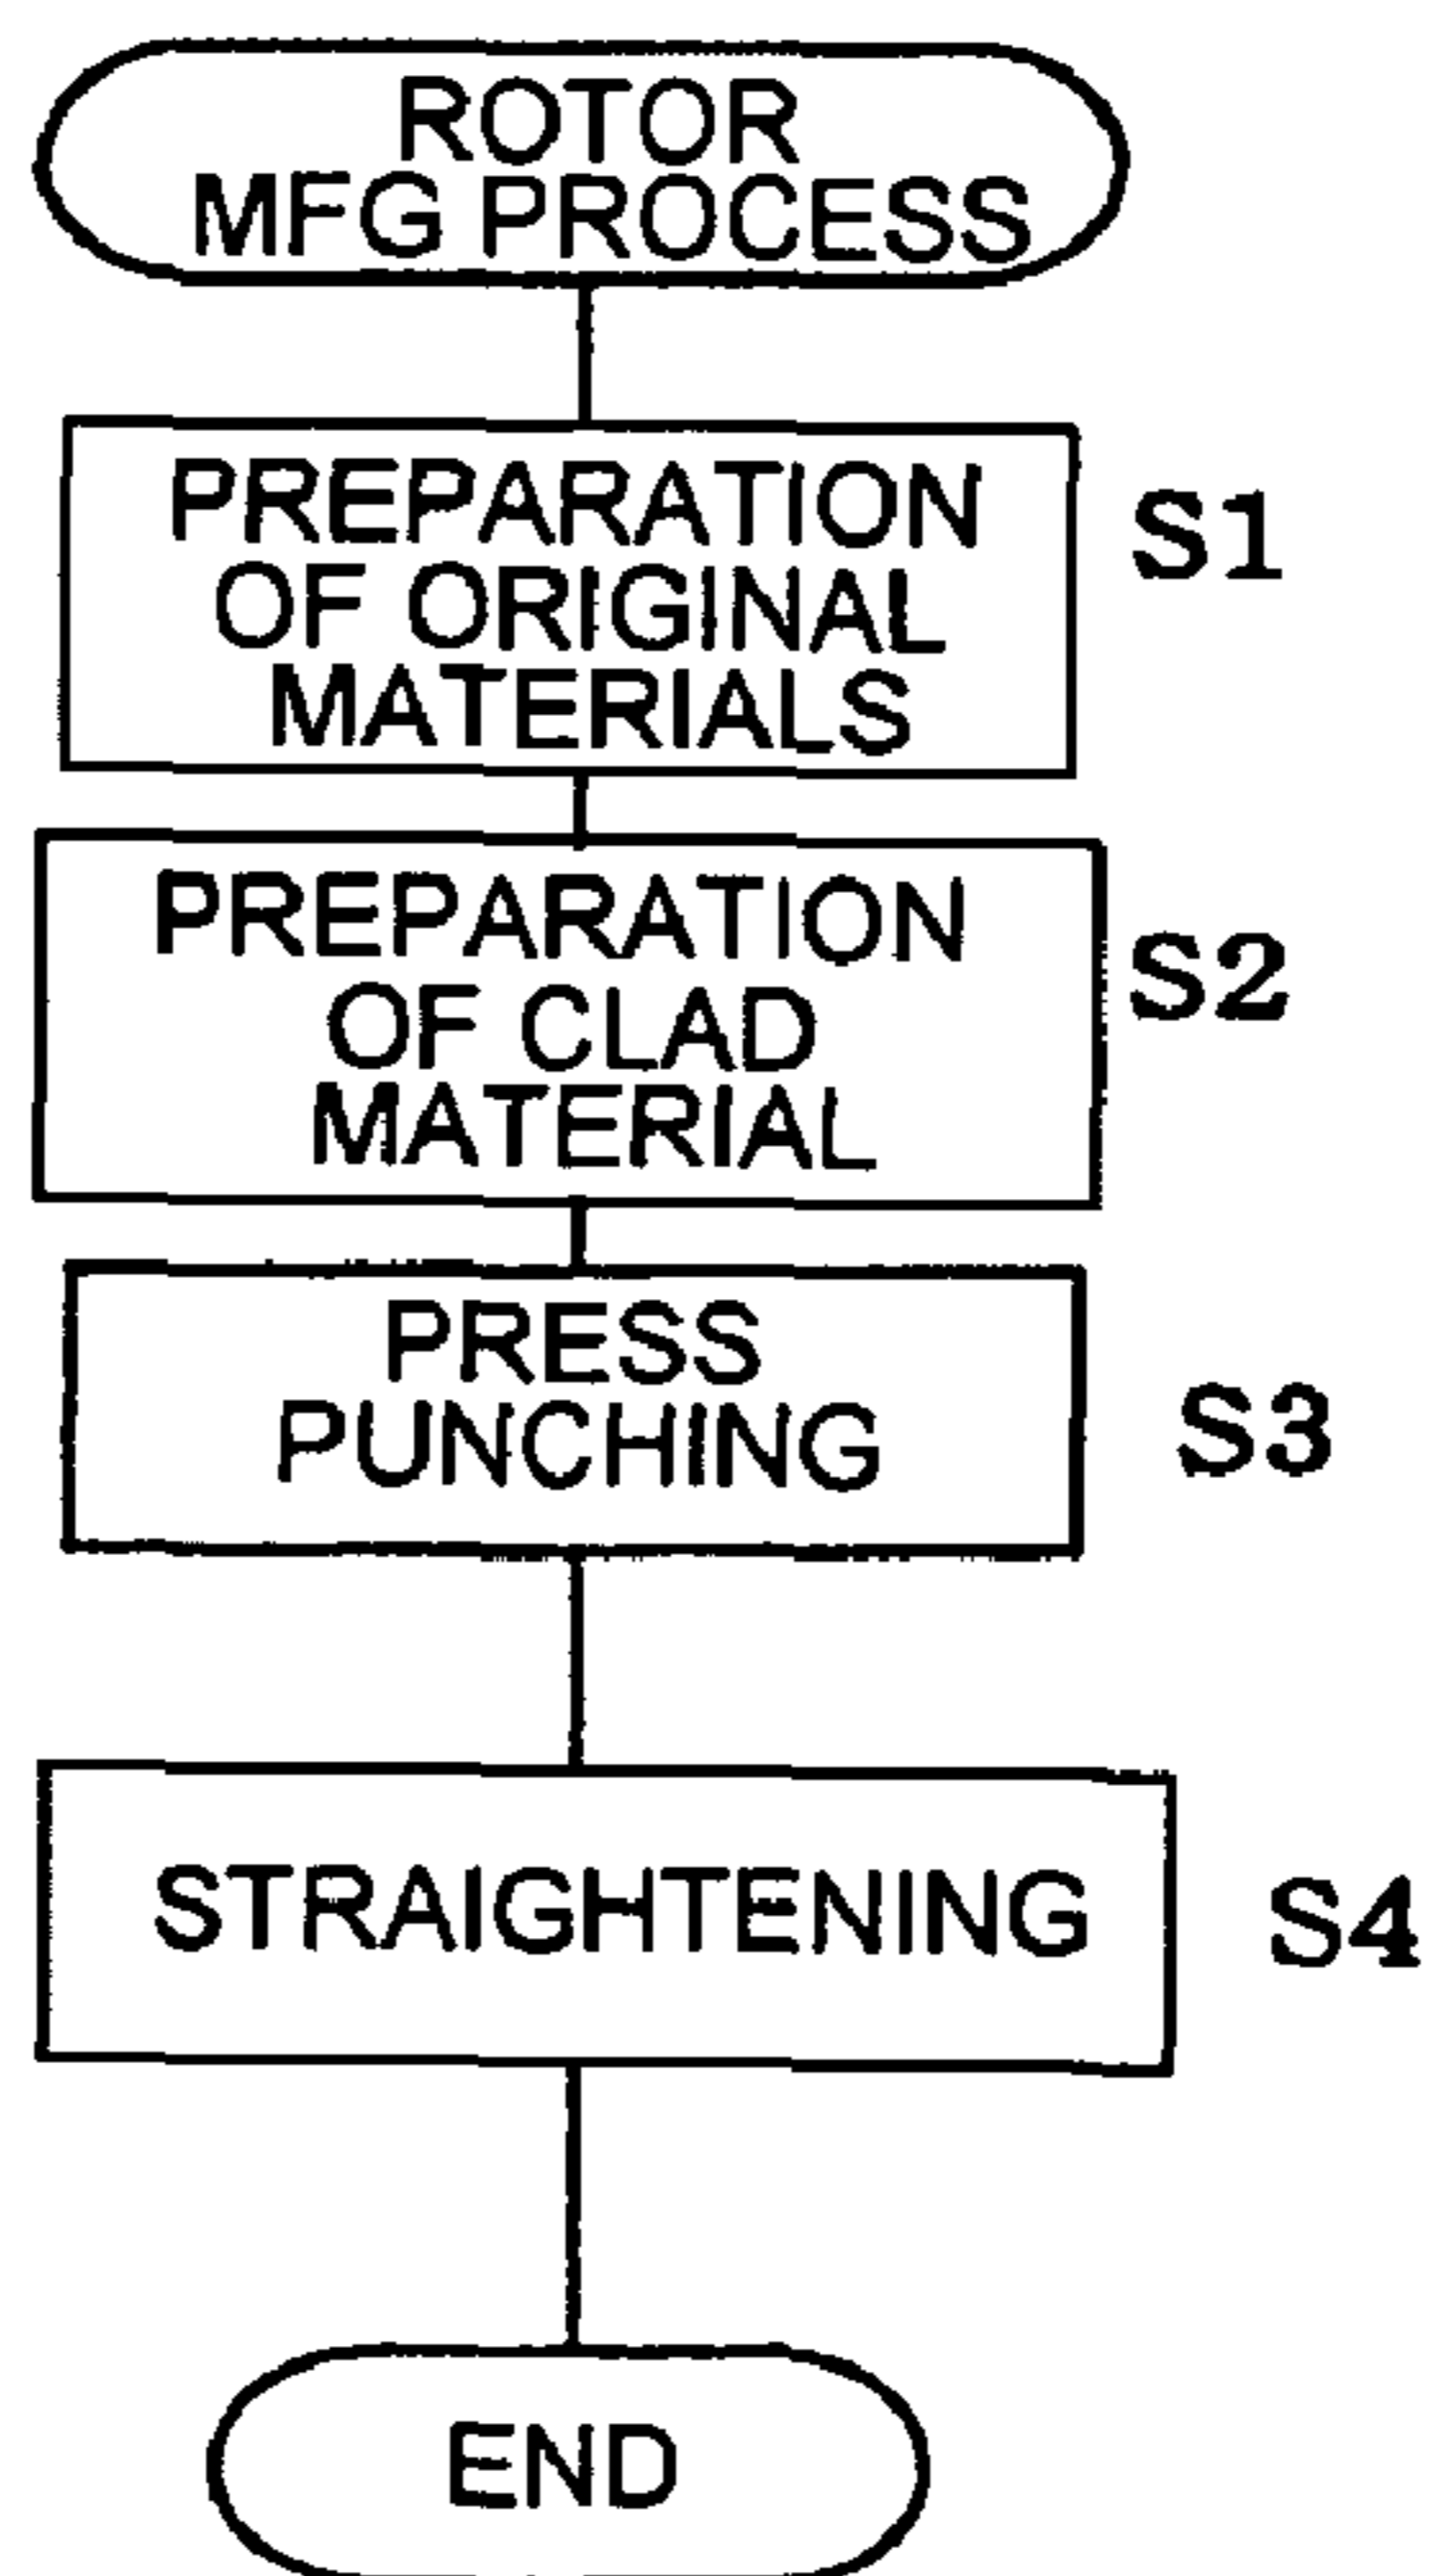 ROTOR
MFG PROCESS
PREPARATION
OF ORIGINAL
MATERIALS
S1
PREPARATION
OF CLAD
MATERIAL
S2
PRESS
PUNCHING
S3
STRAIGHTENING
S4
END